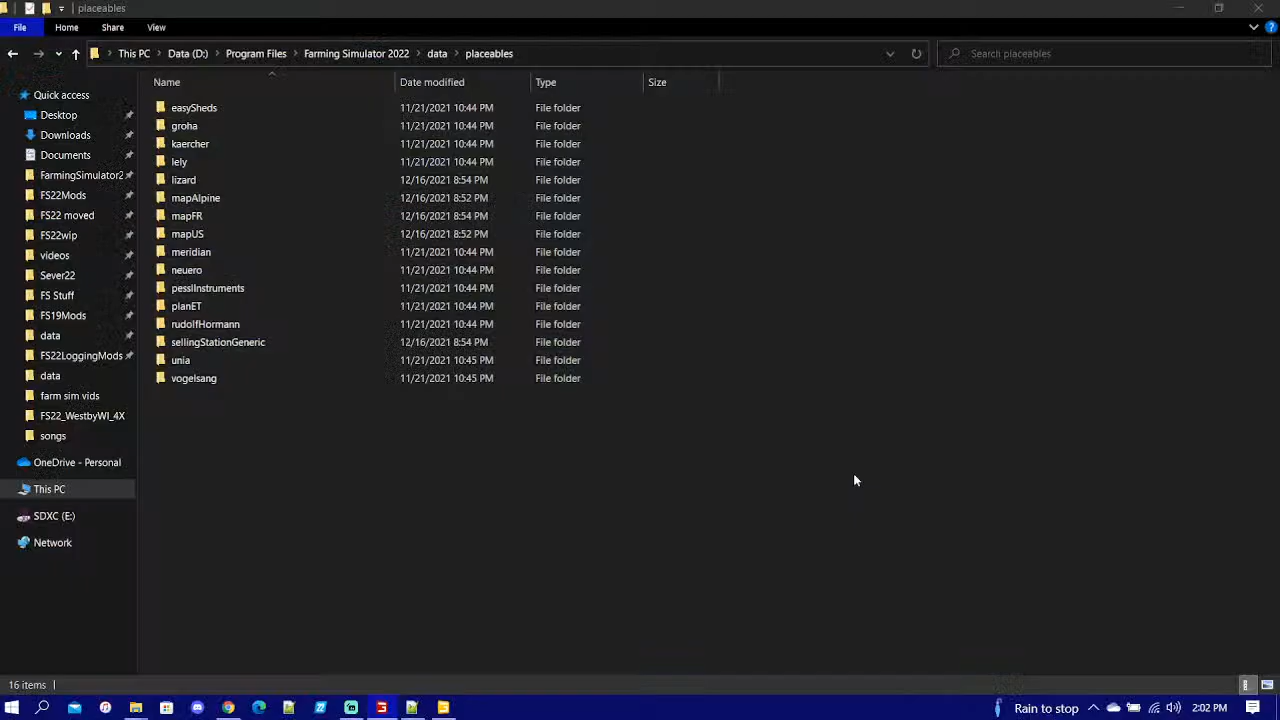 placeables
File Home Share View
This PC Data (D:) Program Files Farming Simulator 2022 data placeables
Search placeables
Name Date modified Type Size
Quick access
Desktop
Downloads
Documents
FarmingSimulator2
FS22Mods
FS22 moved
FS22wip
videos
Sever22
FS Stuff
FS19Mods
data
FS22LoggingMods
data
farm sim vids
FS22_WestbyWI_4X
songs
OneDrive - Personal
This PC
SDXC (E:)
Network
easySheds 11/21/2021 10:44 PM File folder
groha 11/21/2021 10:44 PM File folder
kaercher 11/21/2021 10:44 PM File folder
lely 11/21/2021 10:44 PM File folder
lizard 12/16/2021 8:54 PM File folder
mapAlpine 12/16/2021 8:52 PM File folder
mapFR 12/16/2021 8:54 PM File folder
mapUS 12/16/2021 8:52 PM File folder
meridian 11/21/2021 10:44 PM File folder
neuero 11/21/2021 10:44 PM File folder
pesslInstruments 11/21/2021 10:44 PM File folder
planET 11/21/2021 10:44 PM File folder
rudolfHormann 11/21/2021 10:44 PM File folder
sellingStationGeneric 12/16/2021 8:54 PM File folder
unia 11/21/2021 10:45 PM File folder
vogelsang 11/21/2021 10:45 PM File folder
16 items
Rain to stop 2:02 PM